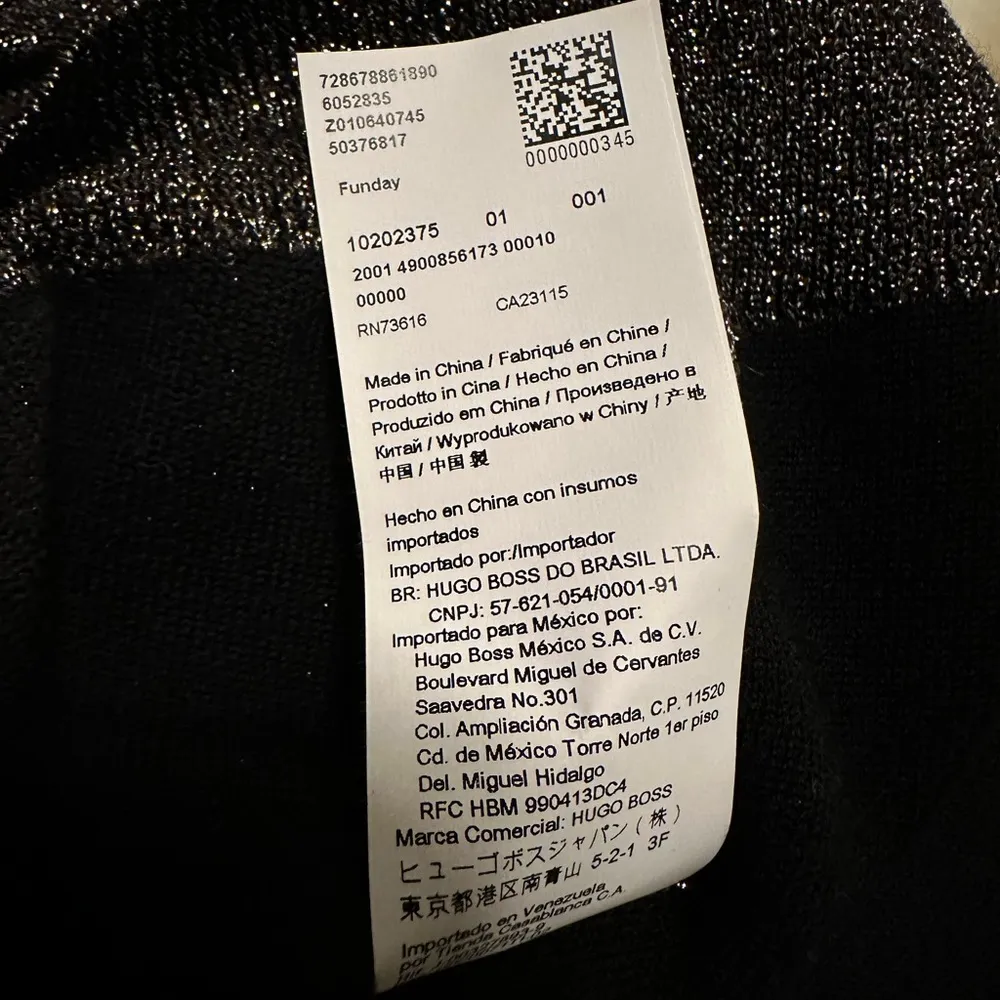 728678861890
6052835
Z010640745
50376817
0000000345
Funday
10202375 01 001
2001 4900856173 00010
00000
RN73616 CA23115
Made in China / Fabriqué en Chine /
Prodotto in Cina / Hecho en China /
Produzido em China / Произведено в
Китай / Wyprodukowano w Chiny / 产地
中国 / 中国 製
Hecho en China con insumos
importados
Importado por:/Importador
BR: HUGO BOSS DO BRASIL LTDA.
CNPJ: 57-621-054/0001-91
Importado para México por:
Hugo Boss México S.A. de C.V.
Boulevard Miguel de Cervantes
Saavedra No.301
Col. Ampliación Granada, C.P. 11520
Cd. de México Torre Norte 1er piso
Del. Miguel Hidalgo
RFC HBM 990413DC4
Marca Comercial: HUGO BOSS
ヒューゴボスジャパン（株）
東京都港区南青山 5-2-1 3F
Importado en Venezuela
por Tienda Casablanca C.A.